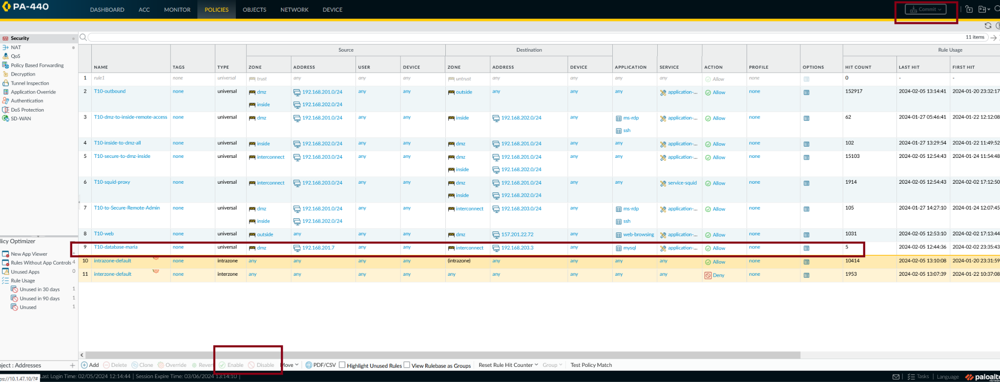 PA-440 DASHBOARD ACC MONITOR POLICIES OBJECTS NETWORK DEVICE Commit
Security
NAT
QoS
Policy Based Forwarding
Decryption
Tunnel Inspection
Application Override
Authentication
DoS Protection
SD-WAN
licy Optimizer
New App Viewer
Rules Without App Controls 4
Unused Apps 0
Rule Usage
Unused in 30 days 1
Unused in 90 days 1
Unused 1
ject : Addresses
11 items
Source Destination Rule Usage
NAME TAGS TYPE ZONE ADDRESS USER DEVICE ZONE ADDRESS DEVICE APPLICATION SERVICE ACTION PROFILE OPTIONS HIT COUNT LAST HIT FIRST HIT
1 rule1 none universal trust any any any untrust any any any any Allow none 0 - -
2 T10-outbound none universal dmz 192.168.201.0/24 any any outside any any any application-... Allow none 152917 2024-02-05 13:14:41 2024-01-20 23:32:17
inside 192.168.202.0/24
3 T10-dmz-to-inside-remote-access none universal dmz 192.168.201.0/24 any any inside 192.168.202.0/24 any ms-rdp application-... Allow none 62 2024-01-27 05:46:41 2024-01-22 12:12:08
ssh
4 T10-inside-to-dmz-all none universal inside 192.168.202.0/24 any any dmz 192.168.201.0/24 any any application-... Allow none 102 2024-01-27 13:29:54 2024-01-22 11:49:52
5 T10-secure-to-dmz-inside none universal interconnect 192.168.203.0/24 any any dmz 192.168.201.0/24 any any application-... Allow none 15103 2024-02-05 12:54:43 2024-01-24 11:54:48
inside 192.168.202.0/24
6 T10-squid-proxy none universal interconnect 192.168.203.0/24 any any dmz 192.168.201.0/24 any any service-squid Allow none 1914 2024-02-05 12:54:43 2024-02-02 17:12:50
inside 192.168.202.0/24
7 T10-to-Secure-Remote-Admin none universal dmz 192.168.201.0/24 any any interconnect 192.168.203.0/24 any ms-rdp application-... Allow none 105 2024-01-27 14:27:10 2024-01-24 12:07:45
inside 192.168.202.0/24 ssh
8 T10-web none universal outside any any any dmz 157.201.22.72 any web-browsing application-... Allow none 1031 2024-02-05 12:53:10 2024-02-02 17:13:44
9 T10-database-maria none universal dmz 192.168.201.7 any any interconnect 192.168.203.3 any mysql application-... Allow none 5 2024-02-05 12:44:36 2024-02-02 23:35:43
10 intrazone-default none intrazone any any any any (intrazone) any any any any Allow none 10414 2024-02-05 13:10:08 2024-01-20 23:31:59
11 interzone-default none interzone any any any any any any any any any Deny none 1953 2024-02-05 13:07:39 2024-01-22 10:37:08
Add Delete Clone Override Revert Enable Disable Move PDF/CSV Highlight Unused Rules View Rulebase as Groups Reset Rule Hit Counter Group Test Policy Match
ps://10.1.47.10/?# Last Login Time: 02/05/2024 12:14:44 | Session Expire Time: 03/06/2024 13:14:10 | Tasks | Language paloalto